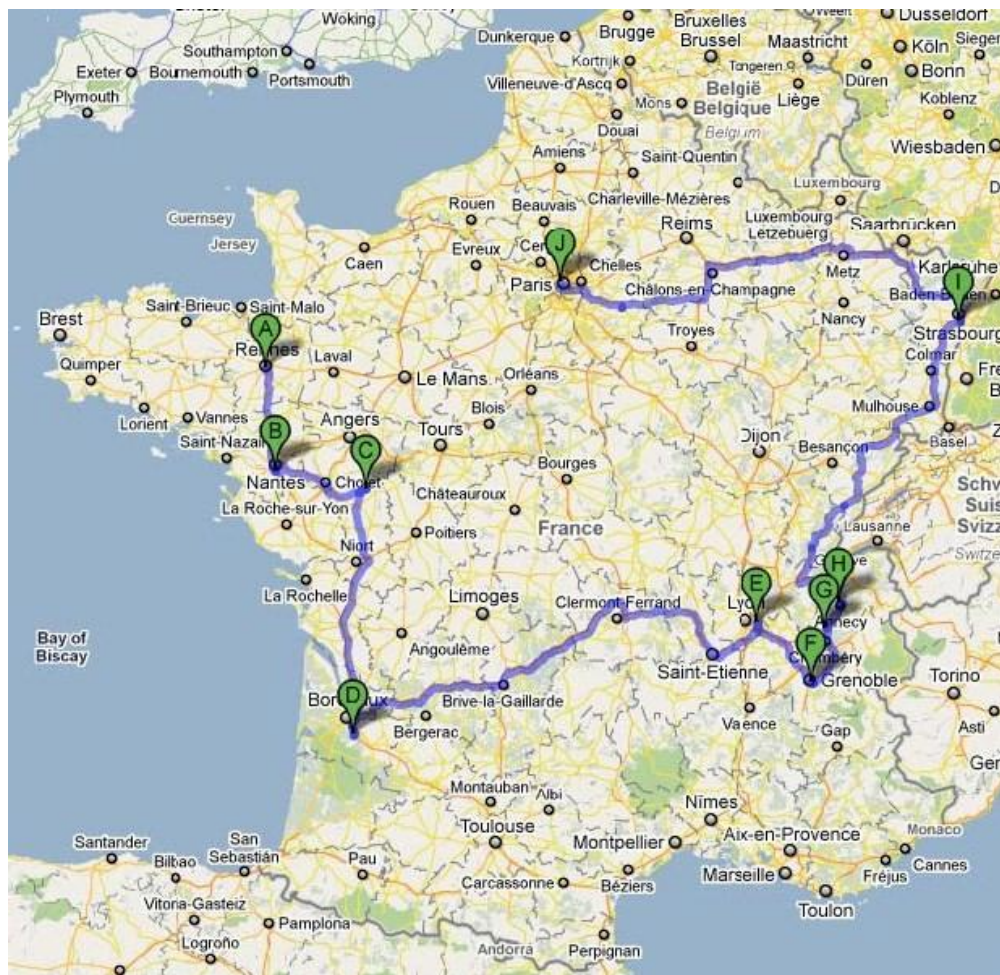 Woking
Southampton
Exeter
Bournemouth
Portsmouth
Plymouth
Dunkerque
Brugge
Bruxelles
Brussel
Maastricht
Dusseldorf
Kortrijk
Tongeren
Köln
Siegen
Villeneuve-d'Ascq
België
Belgique
Düren
Bonn
Mons
Liège
Koblenz
Douai
Belgium
Wiesbaden
Amiens
Saint-Quentin
Luxembourg
Charleville-Mézières
Rouen
Beauvais
Guernsey
Reims
Luxembourg
Letzebuerg
Saarbrücken
Jersey
Evreux
J
Caen
Chelles
Metz
Karlsruhe
Paris
Châlons-en-Champagne
I
Baden-Baden
Saint-Brieuc
Saint-Malo
Nancy
Brest
A
Troyes
Strasbourg
Rennes
Laval
Colmar
Quimper
Le Mans
Orléans
Lorient
Vannes
Angers
Blois
Mulhouse
B
Tours
Dijon
Besançon
Basel
Saint-Nazair
C
Bourges
Nantes
Cholet
Châteauroux
Schw
Suis
Svizz
La Roche-sur-Yon
Poitiers
France
Lausanne
Switze
Niort
H
La Rochelle
E
G
Limoges
Clermont-Ferrand
Lyon
Annecy
Bay of
Biscay
Angoulême
F
Chambéry
Saint-Etienne
Grenoble
Torino
D
Bordeaux
Brive-la-Gaillarde
Bergerac
Valence
Asti
Gap
Montauban
Albi
Nîmes
Toulouse
Montpellier
Aix-en-Provence
Monaco
Santander
San
Sebastián
Bilbao
Pau
Marseille
Cannes
Fréjus
Carcassonne
Béziers
Vitoria-Gasteiz
Toulon
Pamplona
Logroño
Andorra
Perpignan